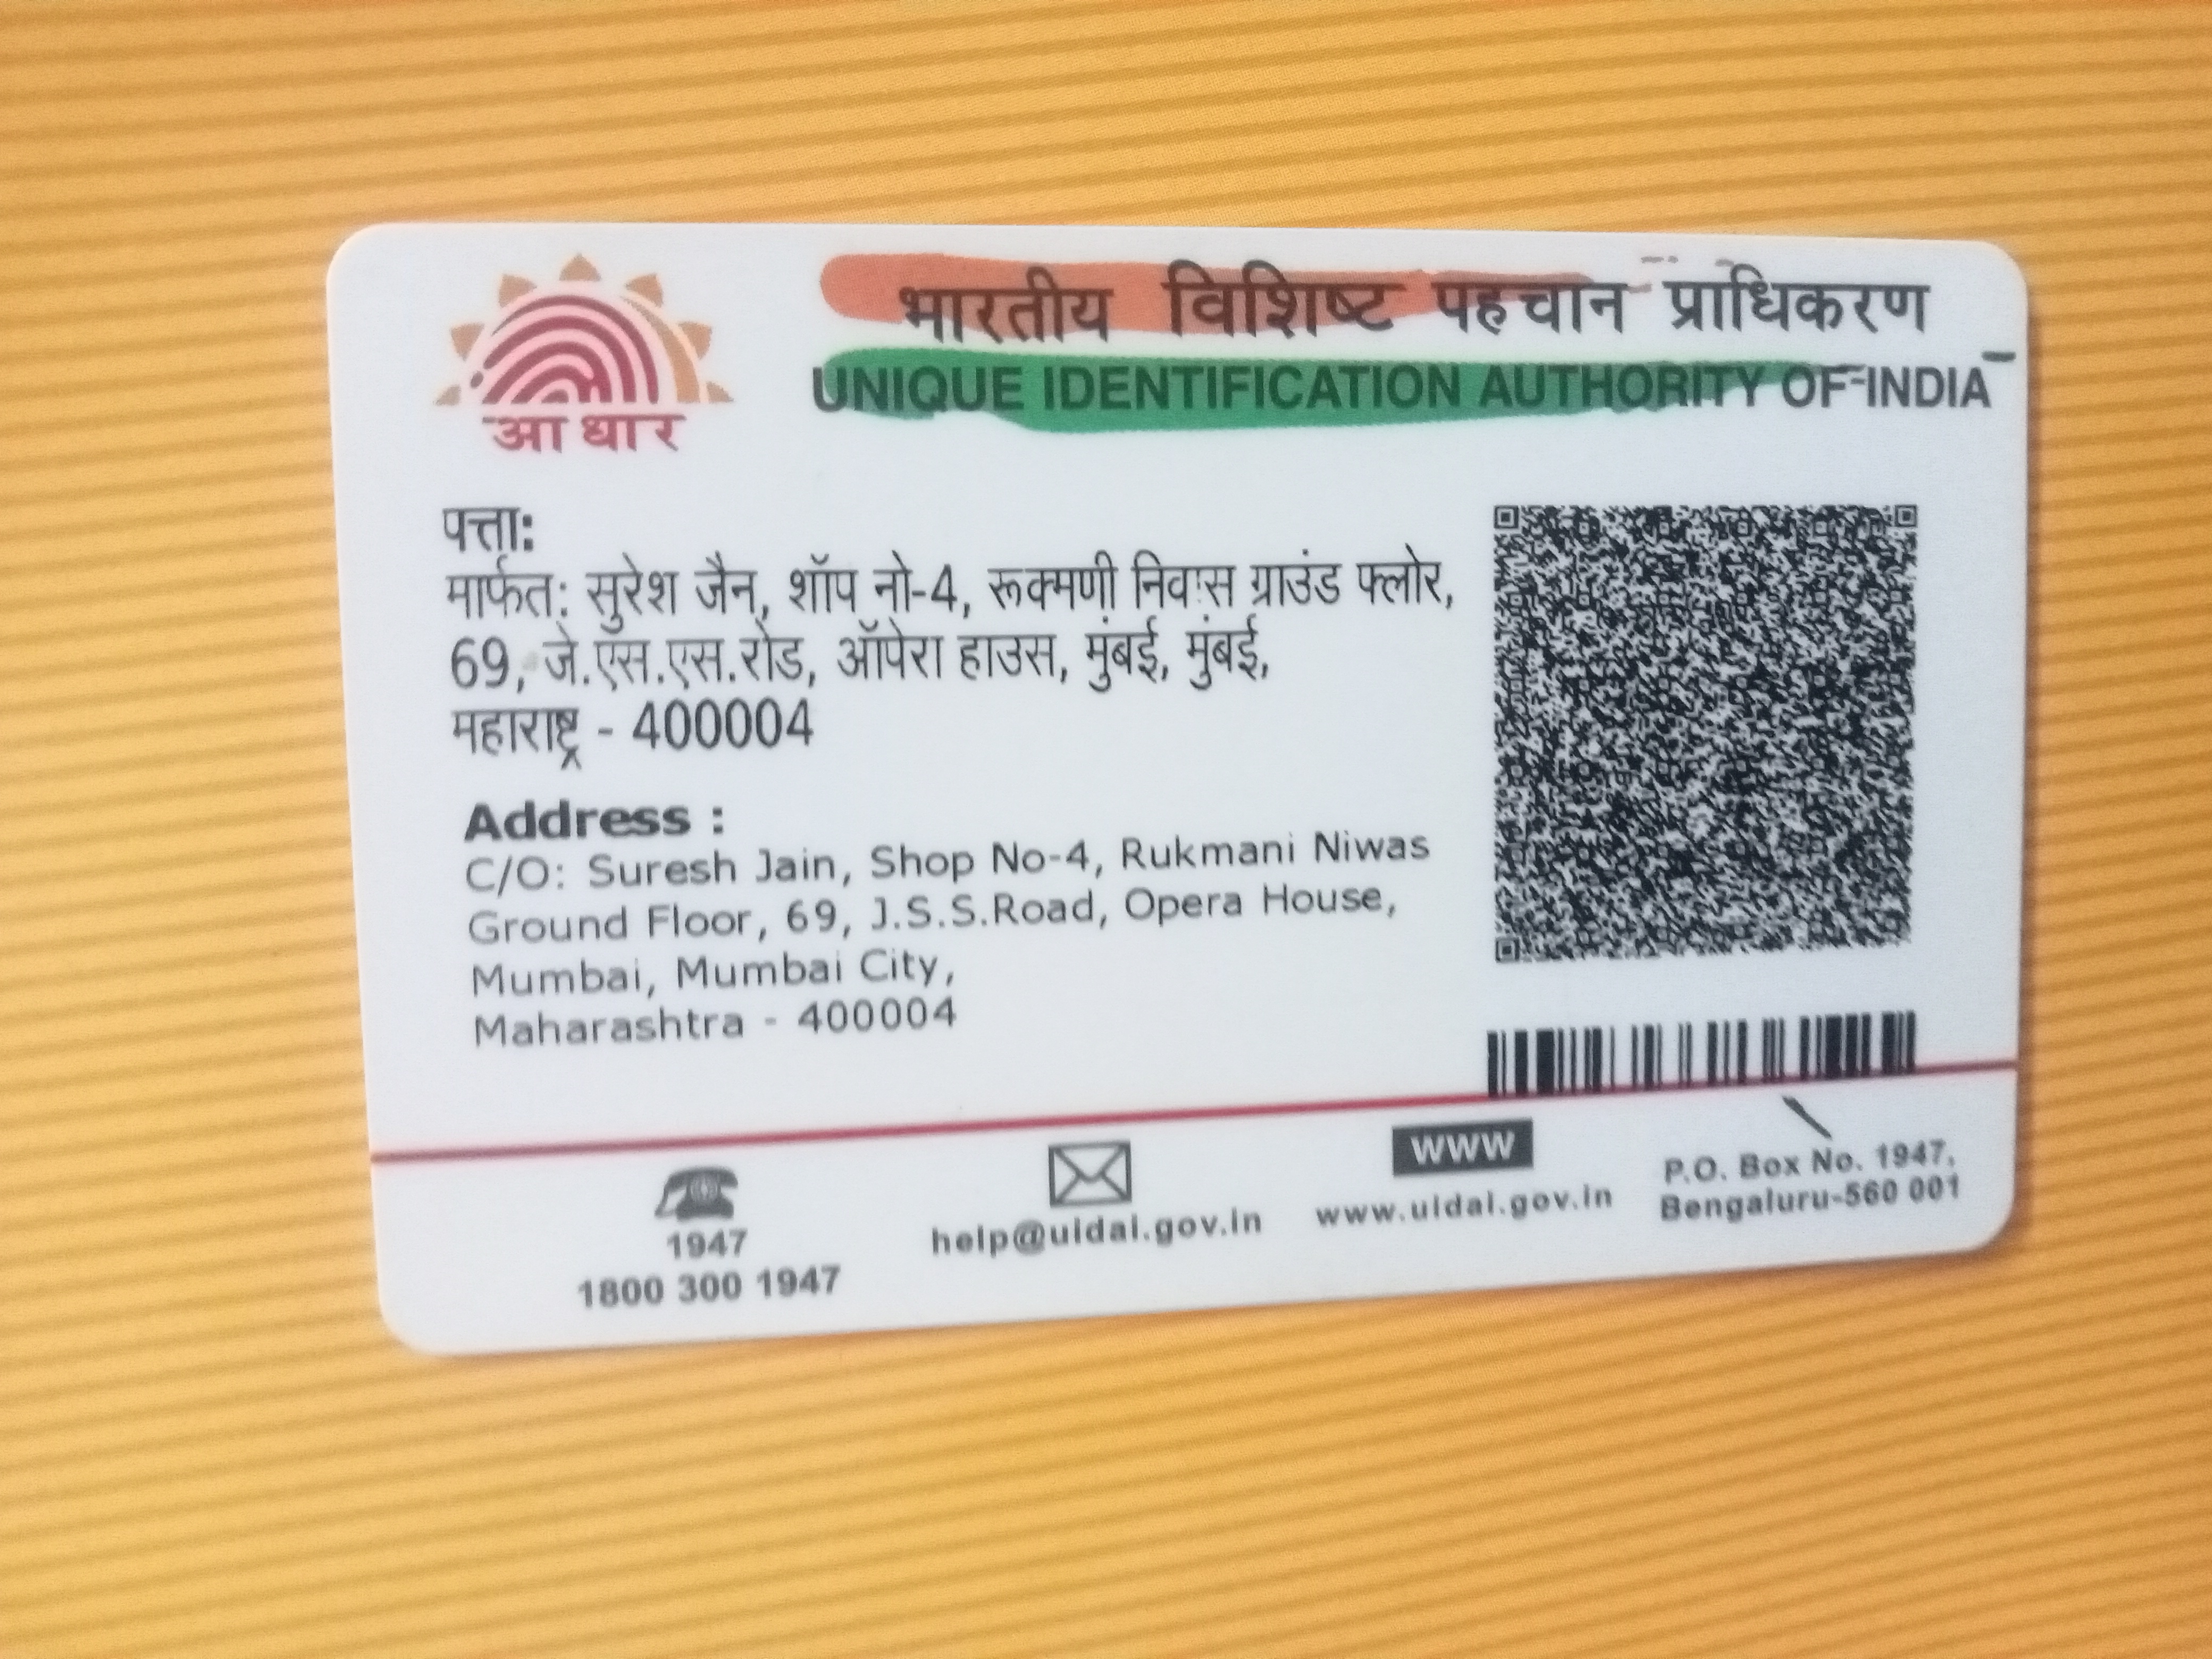 आधार
भारतीय विशिष्ट पहचान प्राधिकरण
UNIQUE IDENTIFICATION AUTHORITY OF INDIA
पत्ता:
मार्फत: सुरेश जैन, शॉप नो-4, रूक्मणी निवास ग्राउंड फ्लोर,
69, जे.एस.एस.रोड, ऑपेरा हाउस, मुंबई, मुंबई,
महाराष्ट्र - 400004
Address :
C/O: Suresh Jain, Shop No-4, Rukmani Niwas
Ground Floor, 69, J.S.S.Road, Opera House,
Mumbai, Mumbai City,
Maharashtra - 400004
1947
1800 300 1947
help@uidai.gov.in
WWW
www.uidai.gov.in
P.O. Box No. 1947,
Bengaluru-560 001